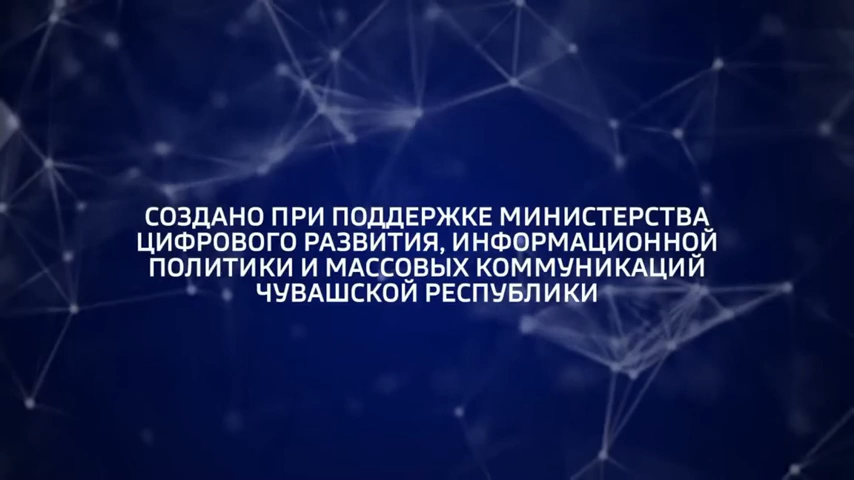 СОЗДАНО ПРИ ПОДДЕРЖКЕ МИНИСТЕРСТВА
ЦИФРОВОГО РАЗВИТИЯ, ИНФОРМАЦИОННОЙ
ПОЛИТИКИ И МАССОВЫХ КОММУНИКАЦИЙ
ЧУВАШСКОЙ РЕСПУБЛИКИ